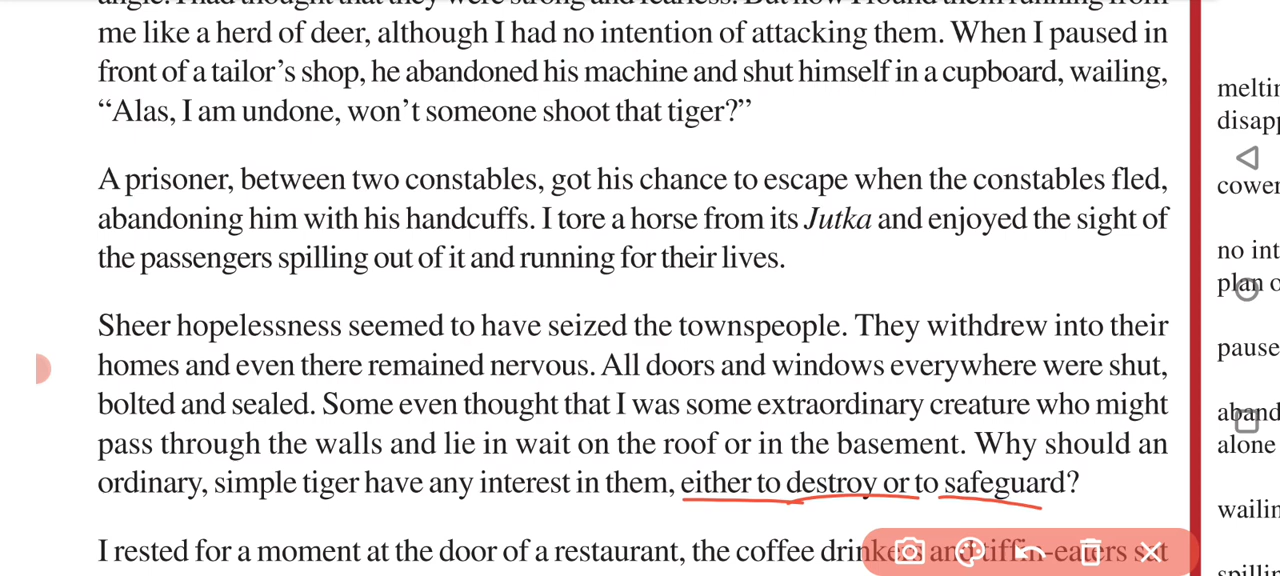 me like a herd of deer, although I had no intention of attacking them. When I paused in
front of a tailor's shop, he abandoned his machine and shut himself in a cupboard, wailing,
“Alas, I am undone, won't someone shoot that tiger?”
A prisoner, between two constables, got his chance to escape when the constables fled,
abandoning him with his handcuffs. I tore a horse from its Jutka and enjoyed the sight of
the passengers spilling out of it and running for their lives.
Sheer hopelessness seemed to have seized the townspeople. They withdrew into their
homes and even there remained nervous. All doors and windows everywhere were shut,
bolted and sealed. Some even thought that I was some extraordinary creature who might
pass through the walls and lie in wait on the roof or in the basement. Why should an
ordinary, simple tiger have any interest in them, either to destroy or to safeguard?
I rested for a moment at the door of a restaurant, the coffee drinkers and tiffin-eaters sat
no int
plan o
pause
alone